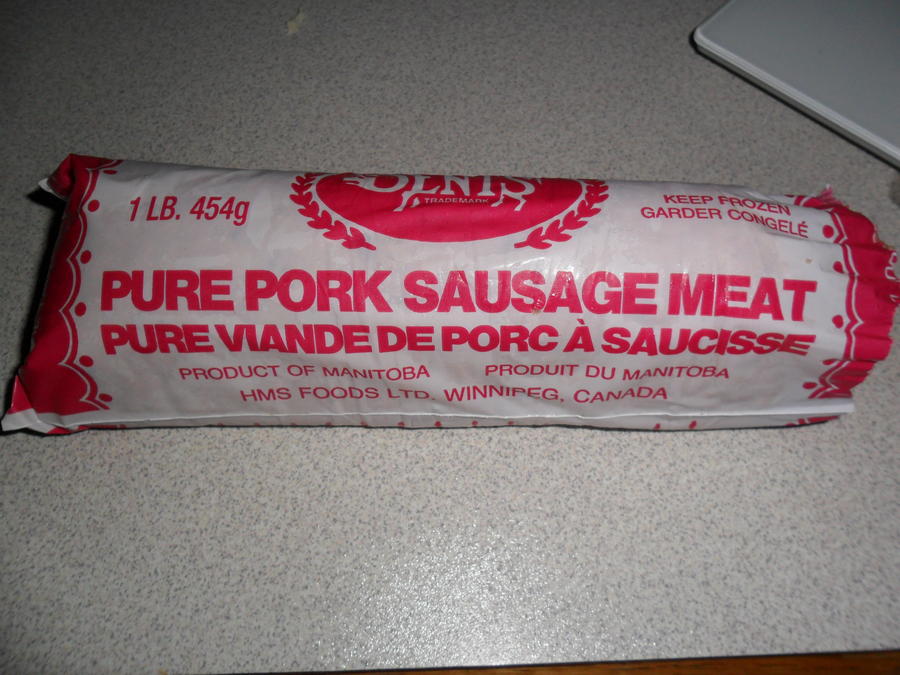 1 LB. 454g
TRADEMARK
KEEP FROZEN
GARDER CONGELÉ
PURE PORK SAUSAGE MEAT
PURE VIANDE DE PORC À SAUCISSE
PRODUCT OF MANITOBA PRODUIT DU MANITOBA
HMS FOODS LTD. WINNIPEG, CANADA